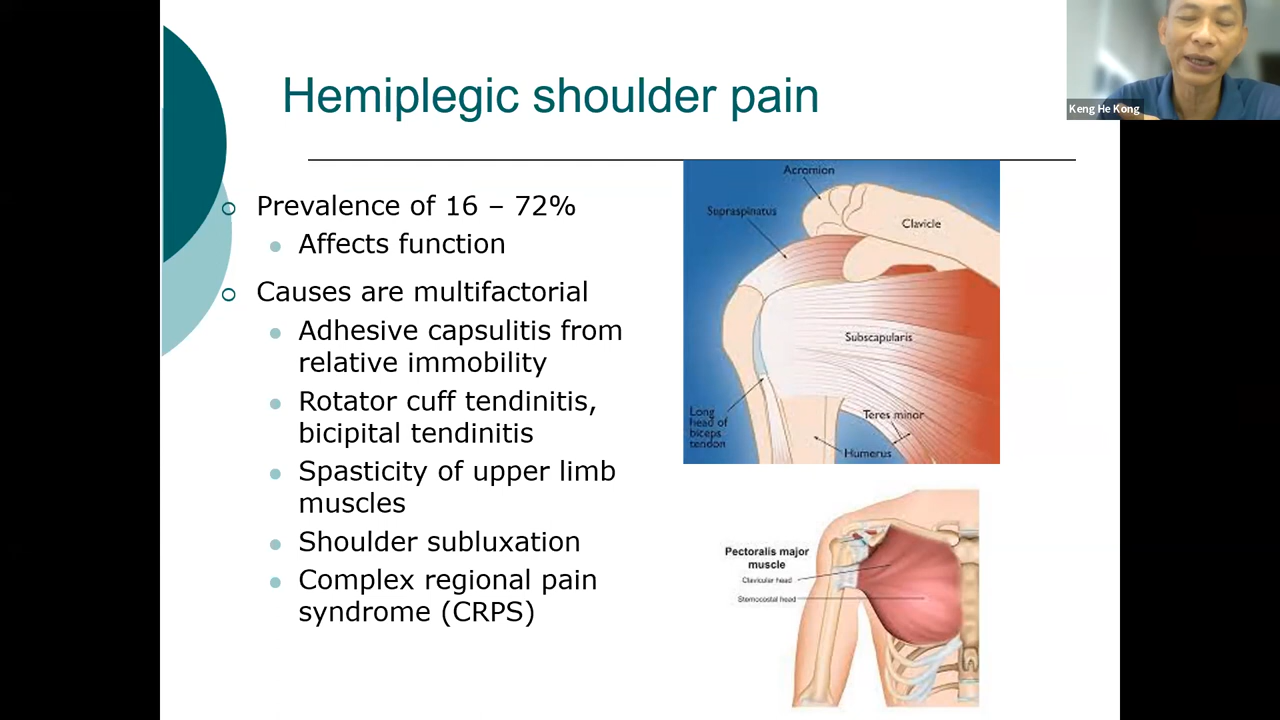 Hemiplegic shoulder pain
Keng He Kong
Prevalence of 16 – 72%
Affects function
Causes are multifactorial
Adhesive capsulitis from
relative immobility
Rotator cuff tendinitis,
bicipital tendinitis
Spasticity of upper limb
muscles
Shoulder subluxation
Complex regional pain
syndrome (CRPS)
Acromion
Supraspinatus
Clavicle
Subscapularis
Long
head of
biceps
tendon
Teres minor
Humerus
Pectoralis major
muscle
Clavicular head
Sternocostal head